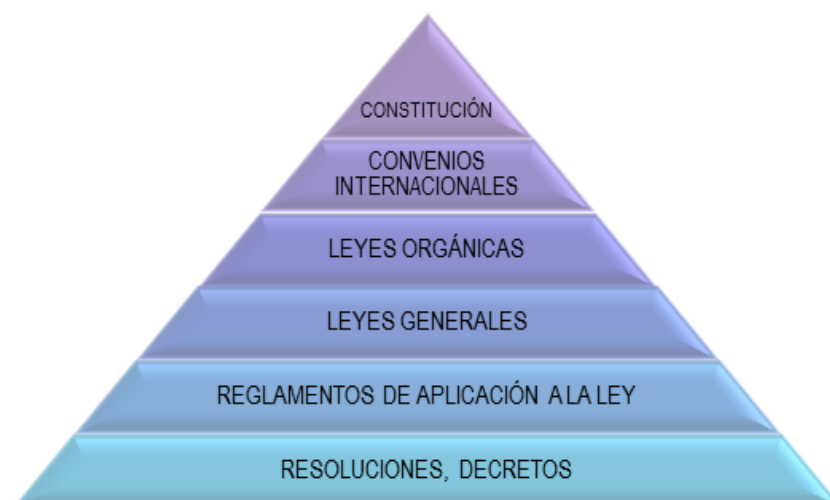 CONSTITUCIÓN
CONVENIOS
INTERNACIONALES
LEYES ORGÁNICAS
LEYES GENERALES
REGLAMENTOS DE APLICACIÓN A LA LEY
RESOLUCIONES, DECRETOS